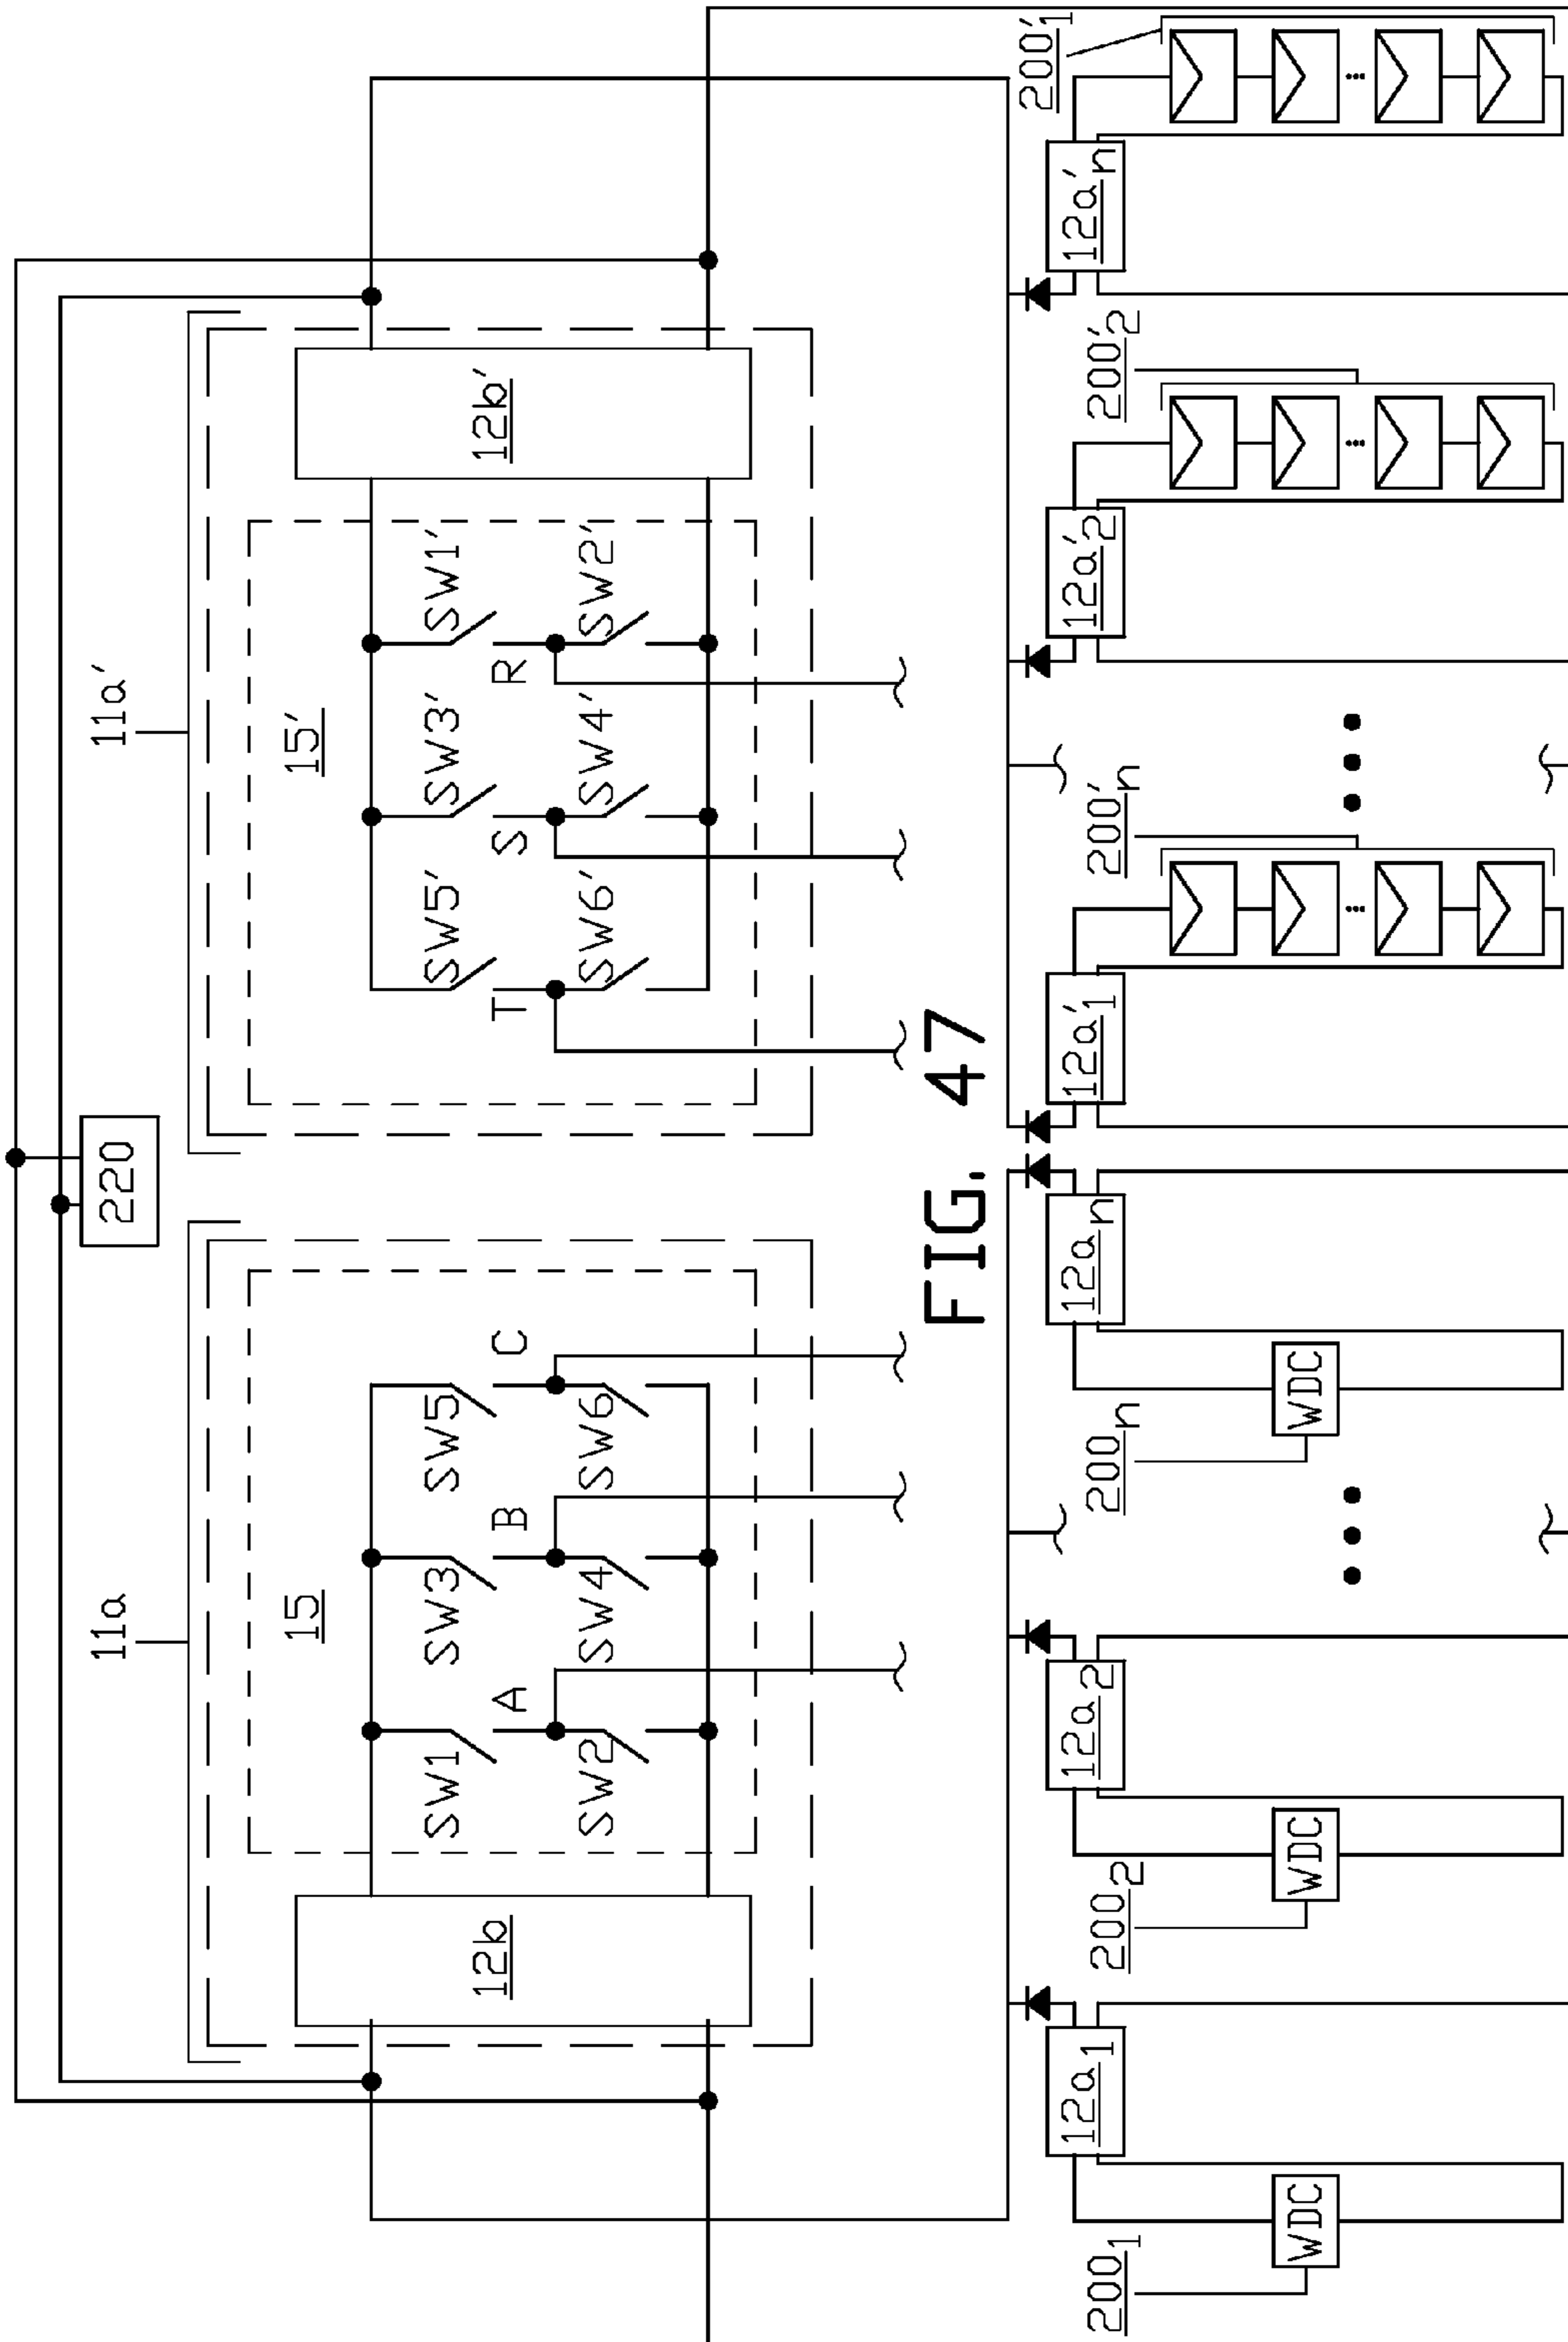 220
11a
11a'
15
15'
SW1
SW3
SW5
SW5'
SW3'
SW1'
12b
A
B
C
T
S
R
12b'
SW2
SW4
SW6
SW6'
SW4'
SW2'
FIG. 47
200'1
12a1
12a2
12an
12a'1
12a'2
12a'n
2001
2002
200n
200'n
200'2
WDC
WDC
WDC